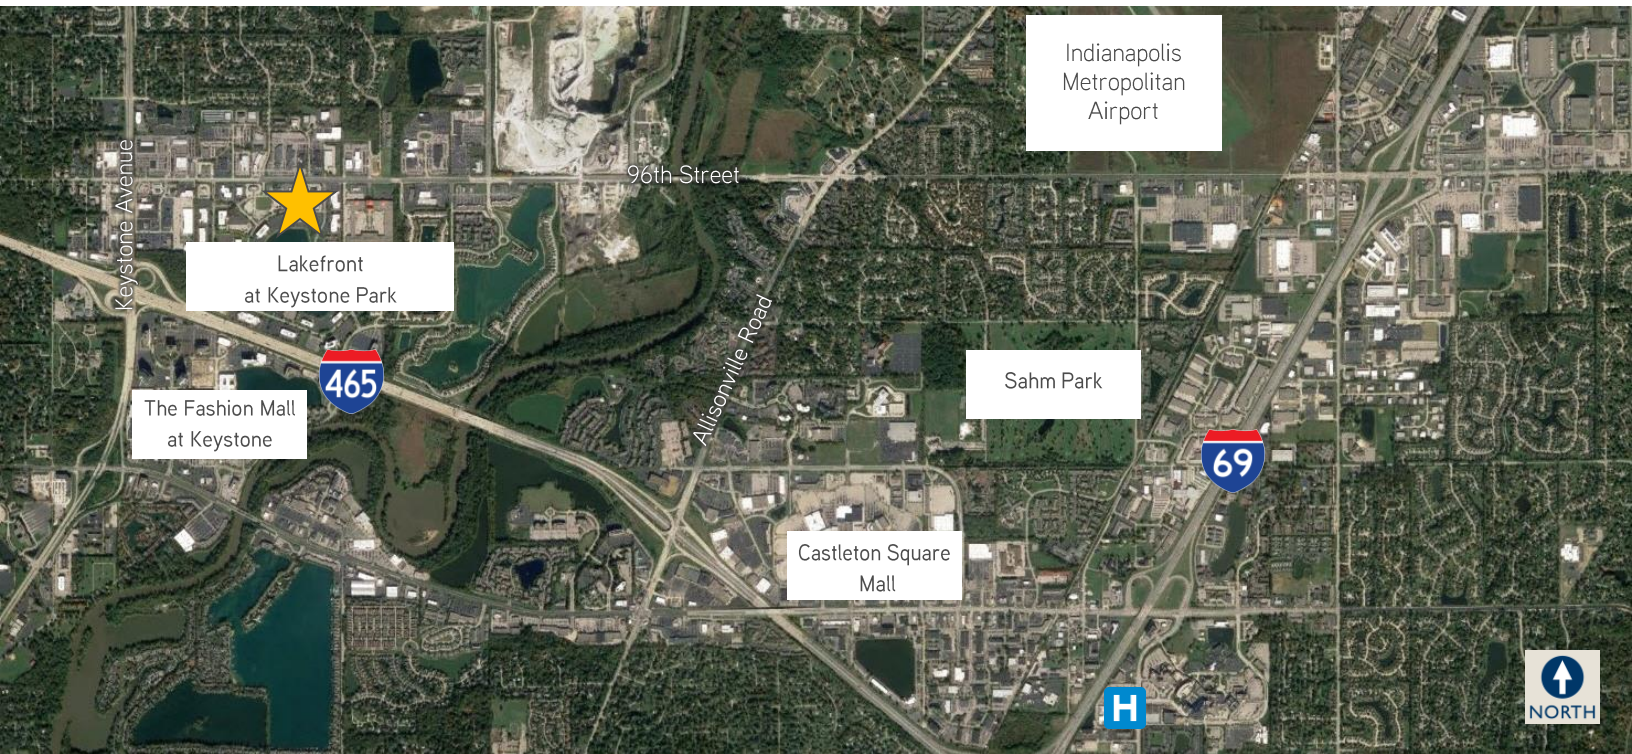 Indianapolis
Metropolitan
Airport
Keystone Avenue
96th Street
Lakefront
at Keystone Park
Allisonville Road
465
Sahm Park
The Fashion Mall
at Keystone
69
Castleton Square
Mall
H
NORTH